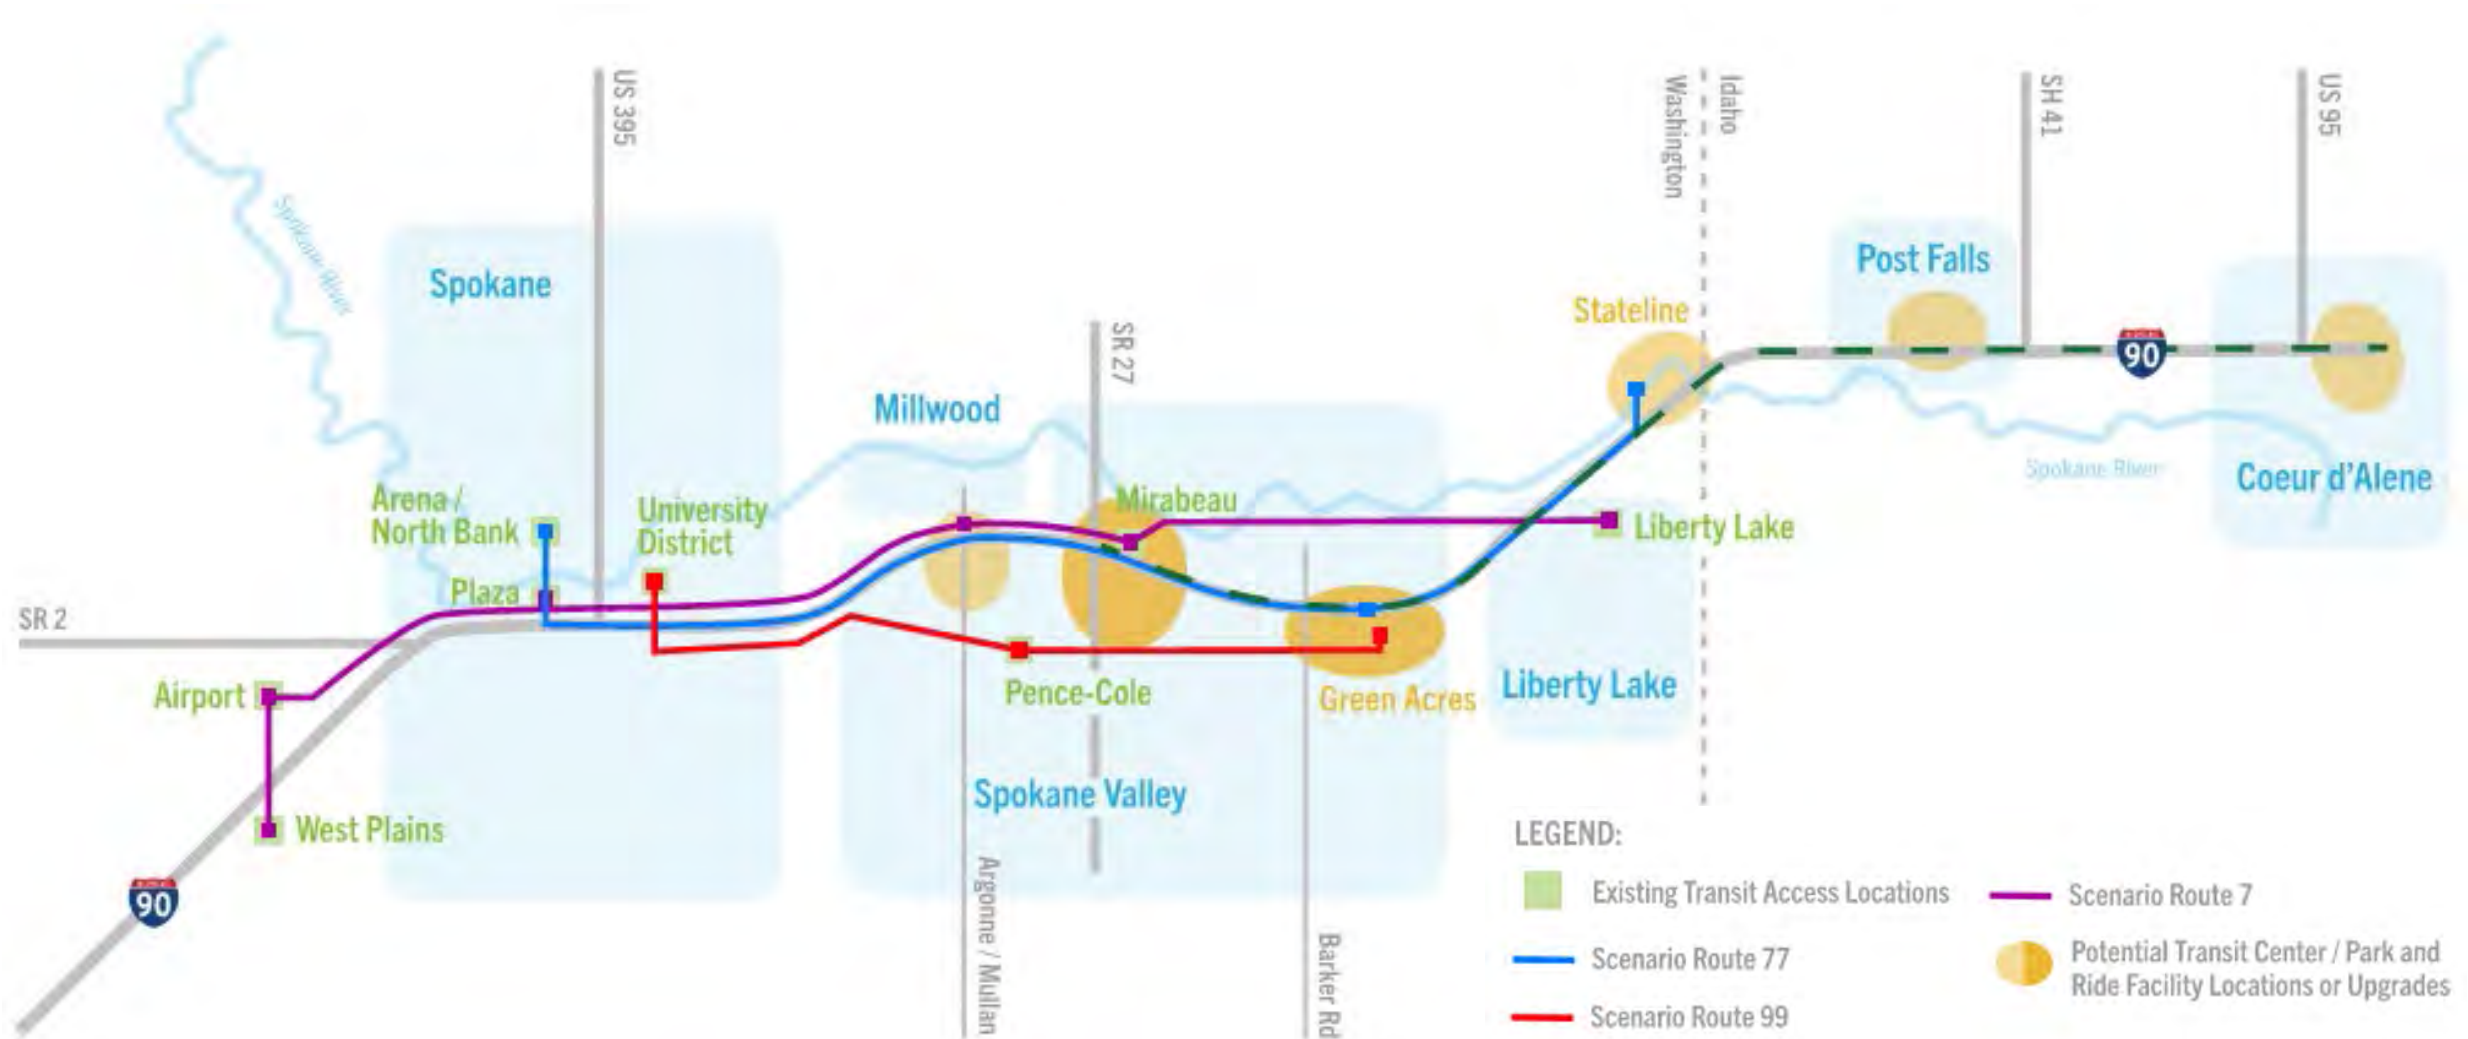 US 395
Washington
Idaho
SH 41
US 95
Spokane River
Spokane
Post Falls
Stateline
SR 27
90
Millwood
Spokane River
Coeur d'Alene
Arena /
North Bank
University
District
Mirabeau
Liberty Lake
Plaza
SR 2
Airport
Pence-Cole
Green Acres
Liberty Lake
West Plains
Spokane Valley
90
Argonne / Mullan
Barker Rd
LEGEND:
Existing Transit Access Locations
Scenario Route 77
Scenario Route 99
Scenario Route 7
Potential Transit Center / Park and
Ride Facility Locations or Upgrades